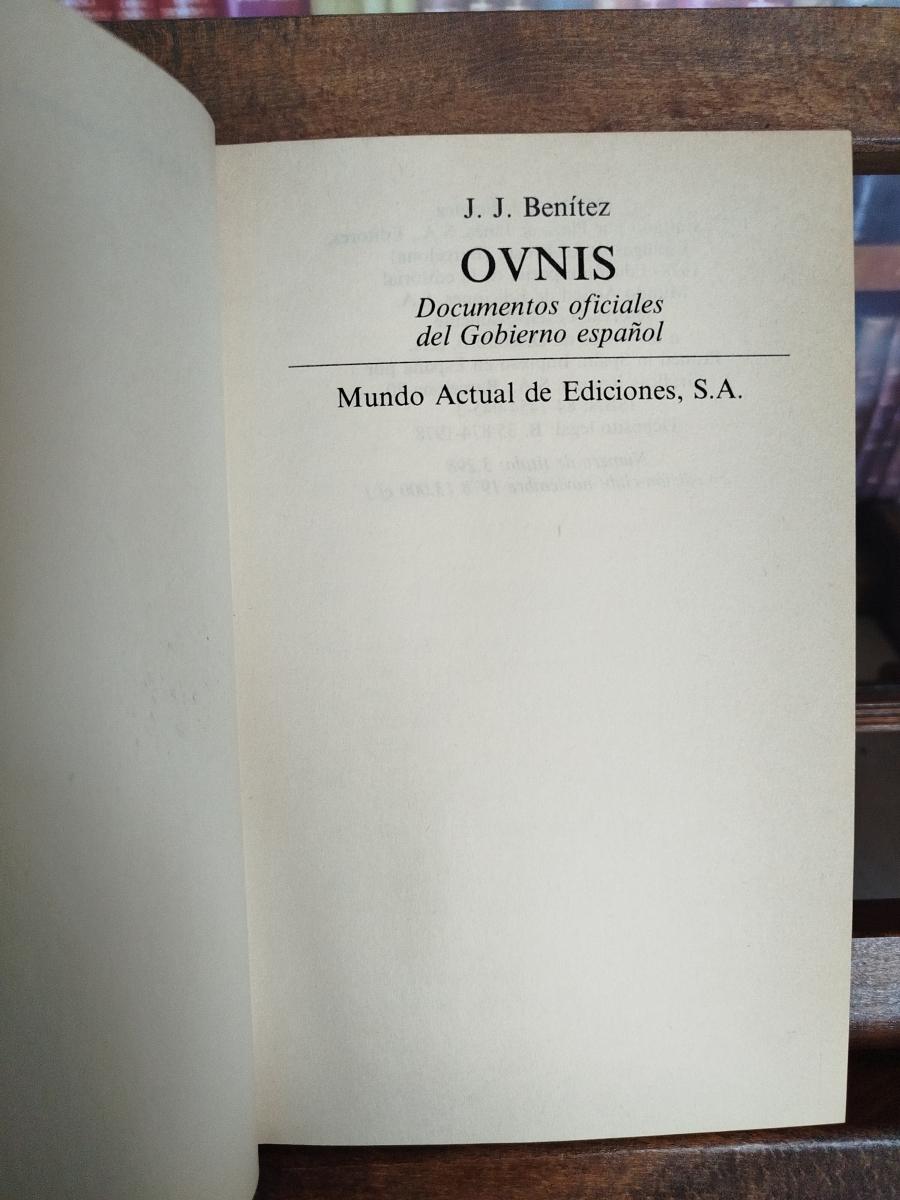 J. J. Benítez
OVNIS
Documentos oficiales
del Gobierno español
Mundo Actual de Ediciones, S.A.